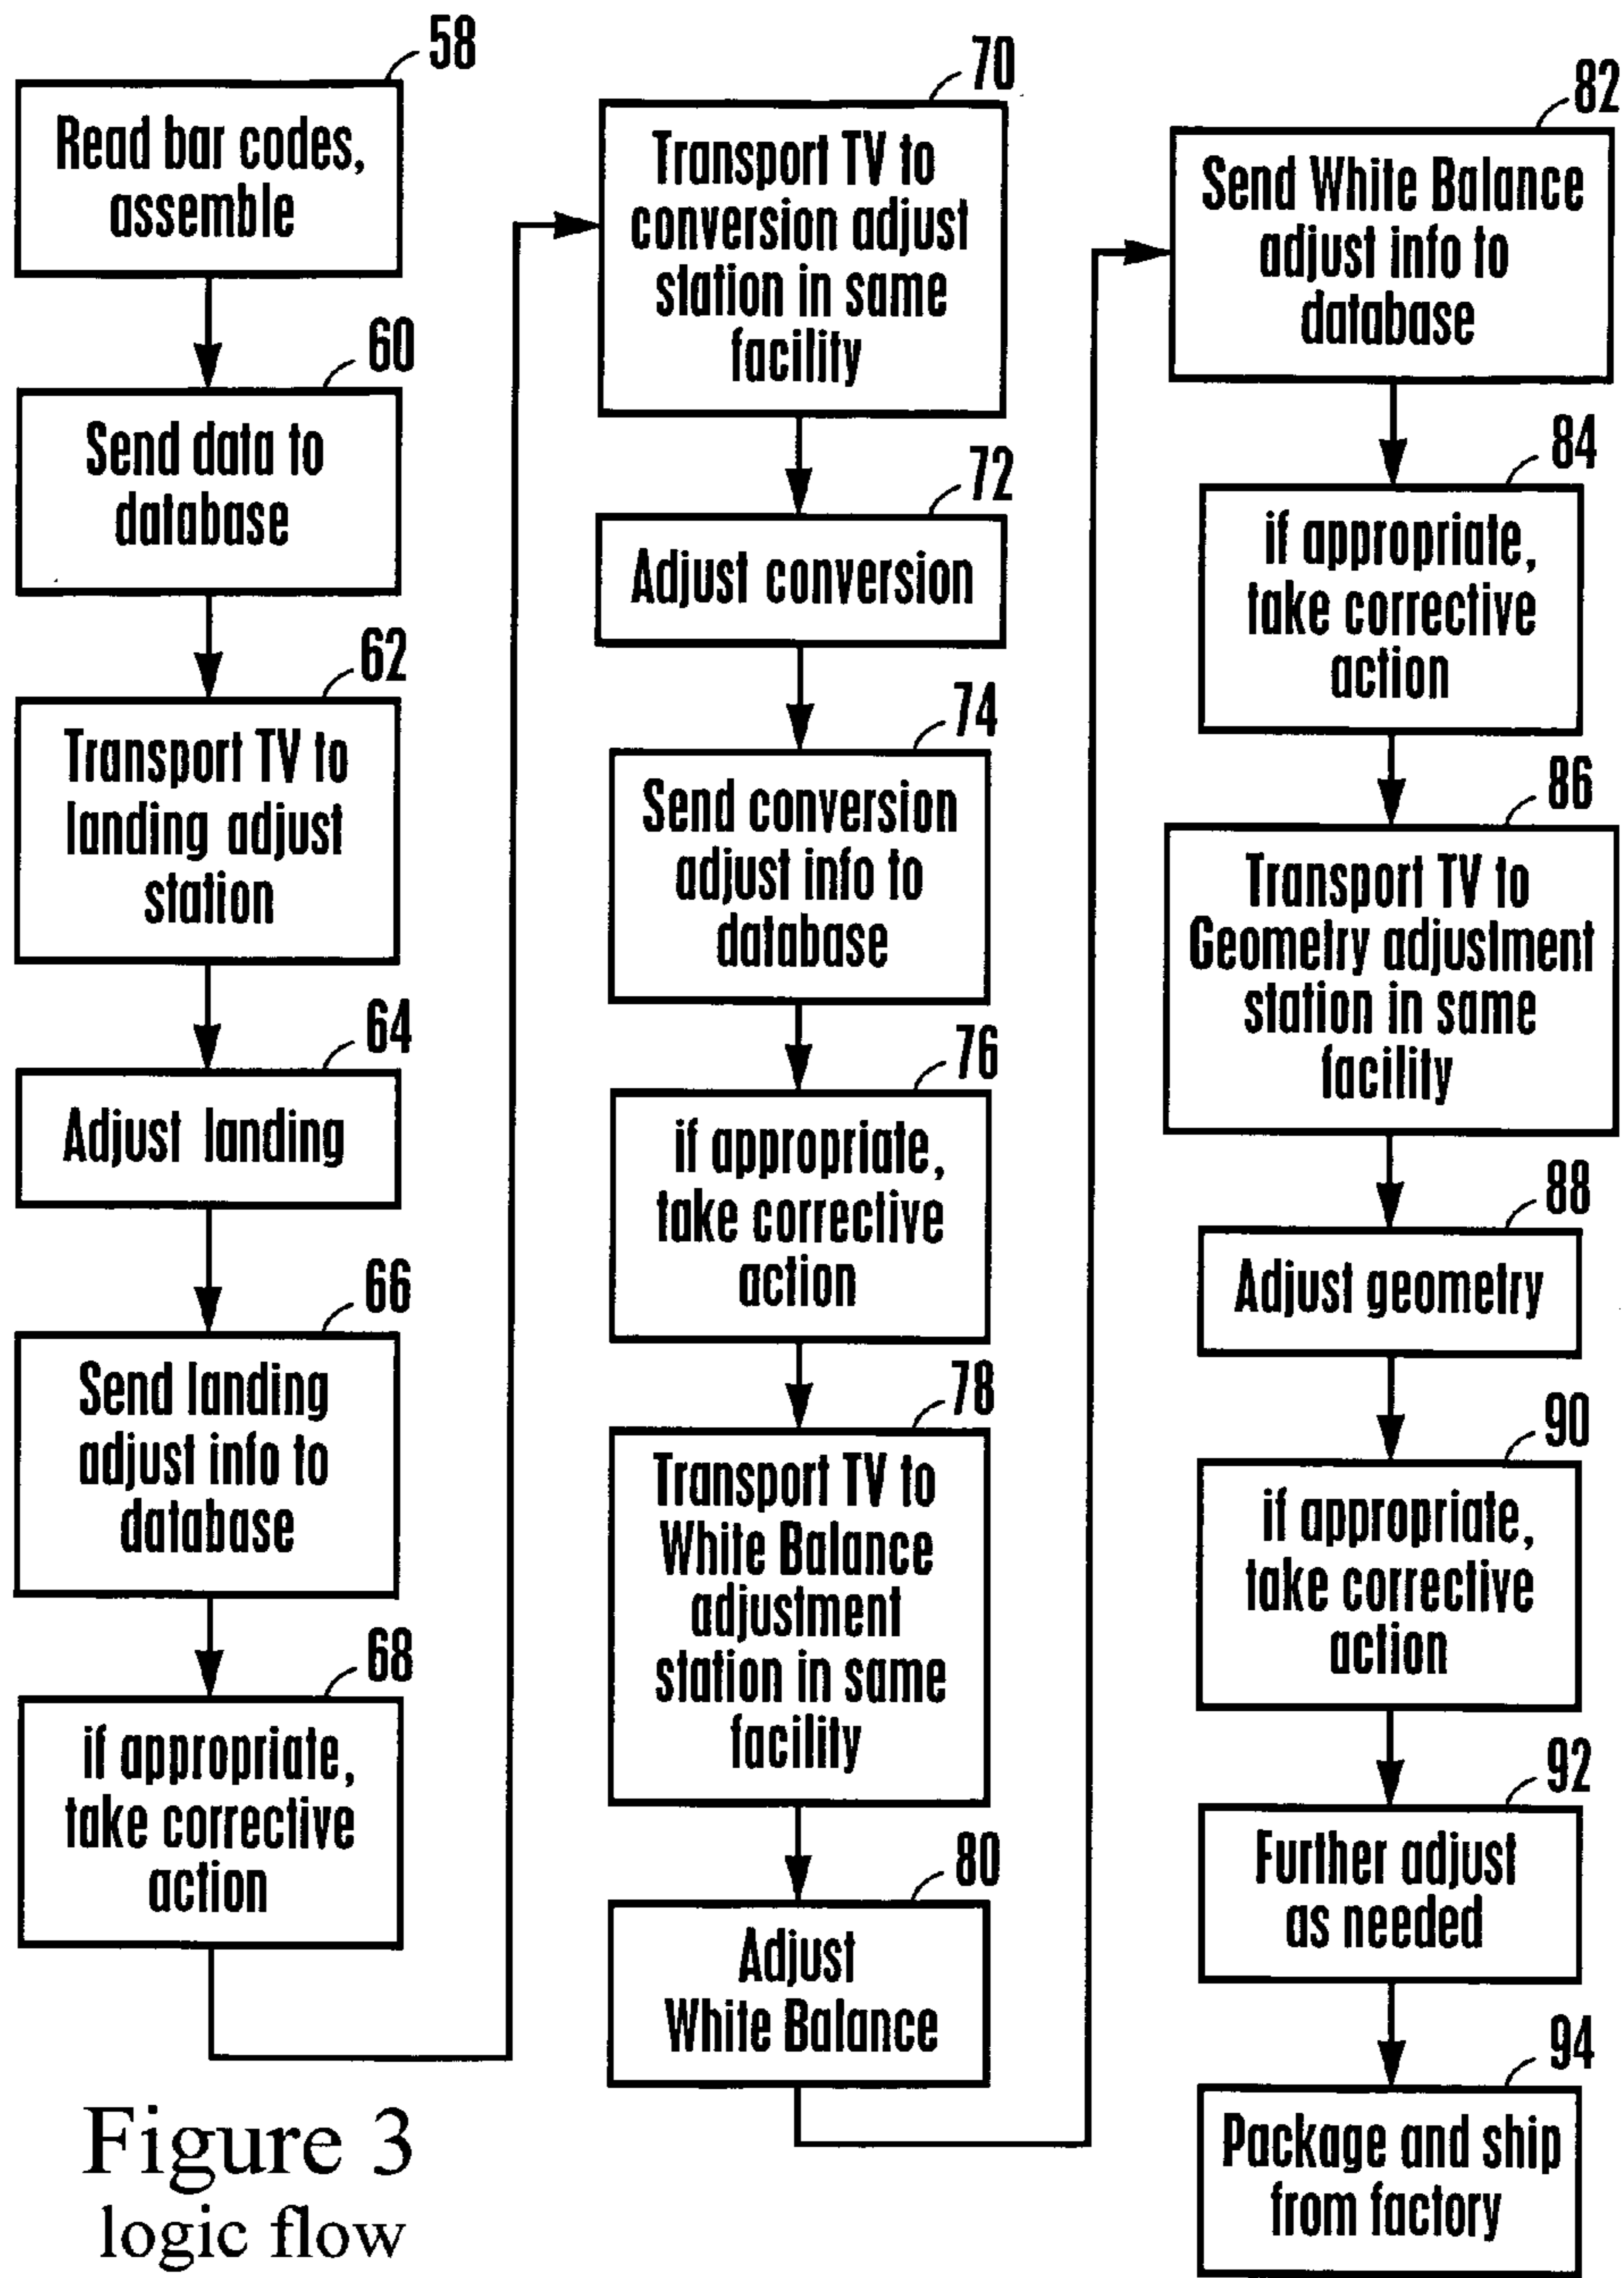 58
Read bar codes,
assemble
60
Send data to
database
62
Transport TV to
landing adjust
station
64
Adjust landing
66
Send landing
adjust info to
database
68
if appropriate,
take corrective
action
70
Transport TV to
conversion adjust
station in same
facility
72
Adjust conversion
74
Send conversion
adjust info to
database
76
if appropriate,
take corrective
action
78
Transport TV to
White Balance
adjustment
station in same
facility
80
Adjust
White Balance
82
Send White Balance
adjust info to
database
84
if appropriate,
take corrective
action
86
Transport TV to
Geometry adjustment
station in same
facility
88
Adjust geometry
90
if appropriate,
take corrective
action
92
Further adjust
as needed
94
Package and ship
from factory
Figure 3
logic flow